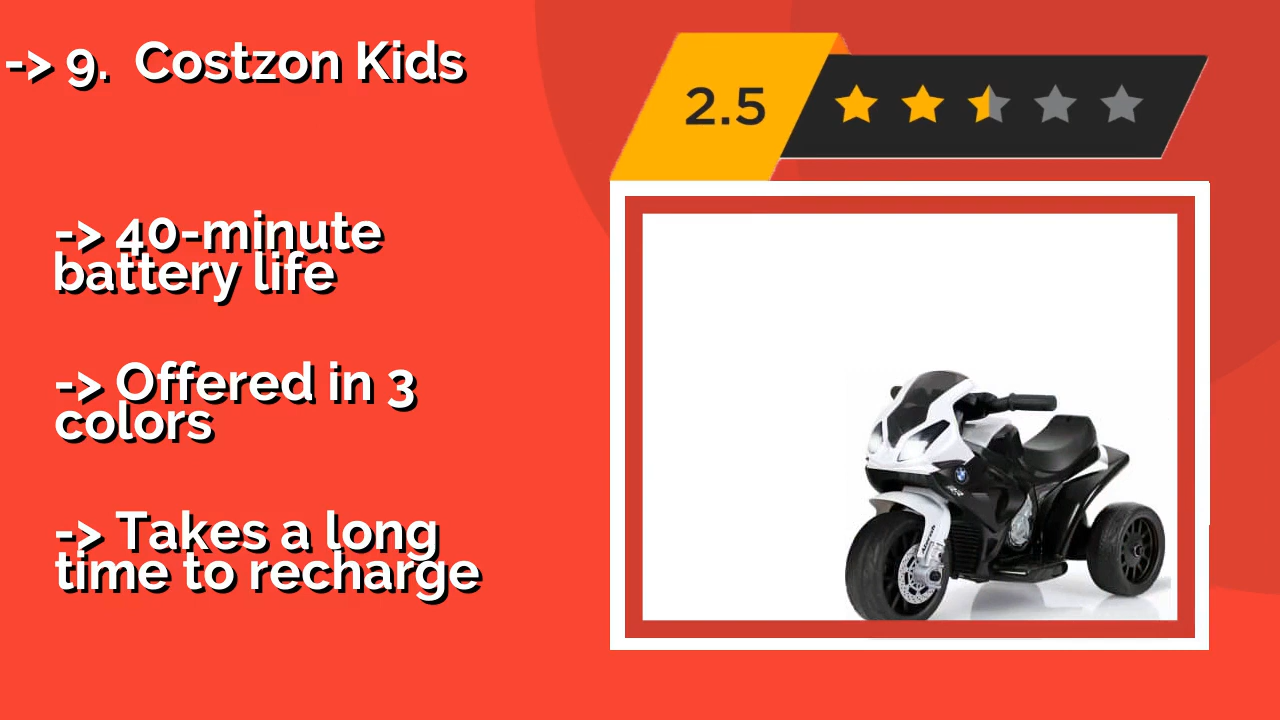 -> 9.  Costzon Kids
2.5
-> 40-minute
battery life
-> Offered in 3
colors
-> Takes a long
time to recharge